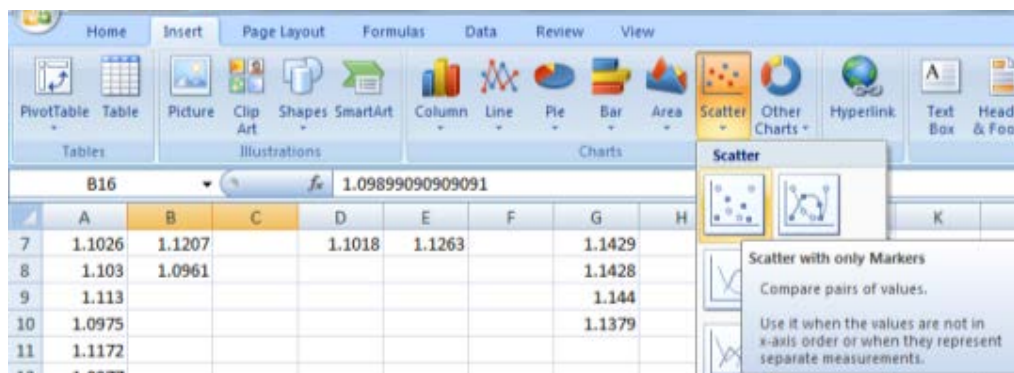 Home Insert Page Layout Formulas Data Review View
PivotTable Table Picture Clip Art Shapes SmartArt Column Line Pie Bar Area Scatter Other Charts Hyperlink Text Box
Tables Illustrations Charts
Scatter
B16 fx 1.09899090909091
A B C D E F G H K
7 1.1026 1.1207 1.1018 1.1263 1.1429
8 1.103 1.0961 1.1428
9 1.113 1.144
10 1.0975 1.1379
11 1.1172
Scatter with only Markers
Compare pairs of values.
Use it when the values are not in
x-axis order or when they represent
separate measurements.